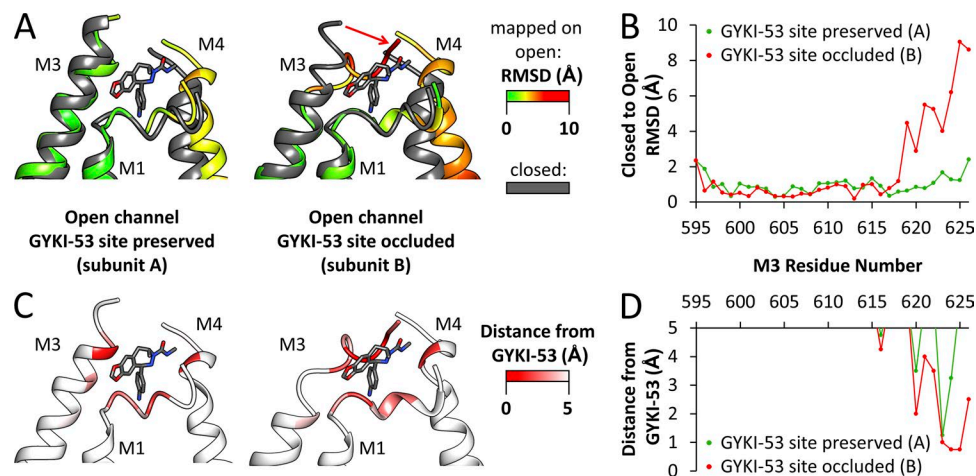 A
M3
M4
M1
M3
M4
M1
mapped on
open:
RMSD (Å)
0 10
closed:
Open channel
GYKI-53 site preserved
(subunit A)
Open channel
GYKI-53 site occluded
(subunit B)
B
GYKI-53 site preserved (A)
GYKI-53 site occluded (B)
Closed to Open
RMSD (Å)
10
8
6
4
2
0
595 600 605 610 615 620 625
M3 Residue Number
C
M3
M4
M1
M3
M4
M1
Distance from
GYKI-53 (Å)
0 5
D
595 600 605 610 615 620 625
Distance from
GYKI-53 (Å)
5
4
3
2
1
0
GYKI-53 site preserved (A)
GYKI-53 site occluded (B)